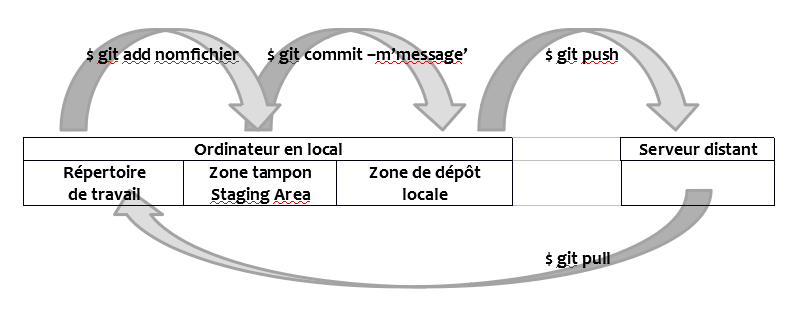 $ git add nomfichier
$ git commit –m’message’
$ git push
Ordinateur en local
Serveur distant
Répertoire
de travail
Zone tampon
Staging Area
Zone de dépôt
locale
$ git pull